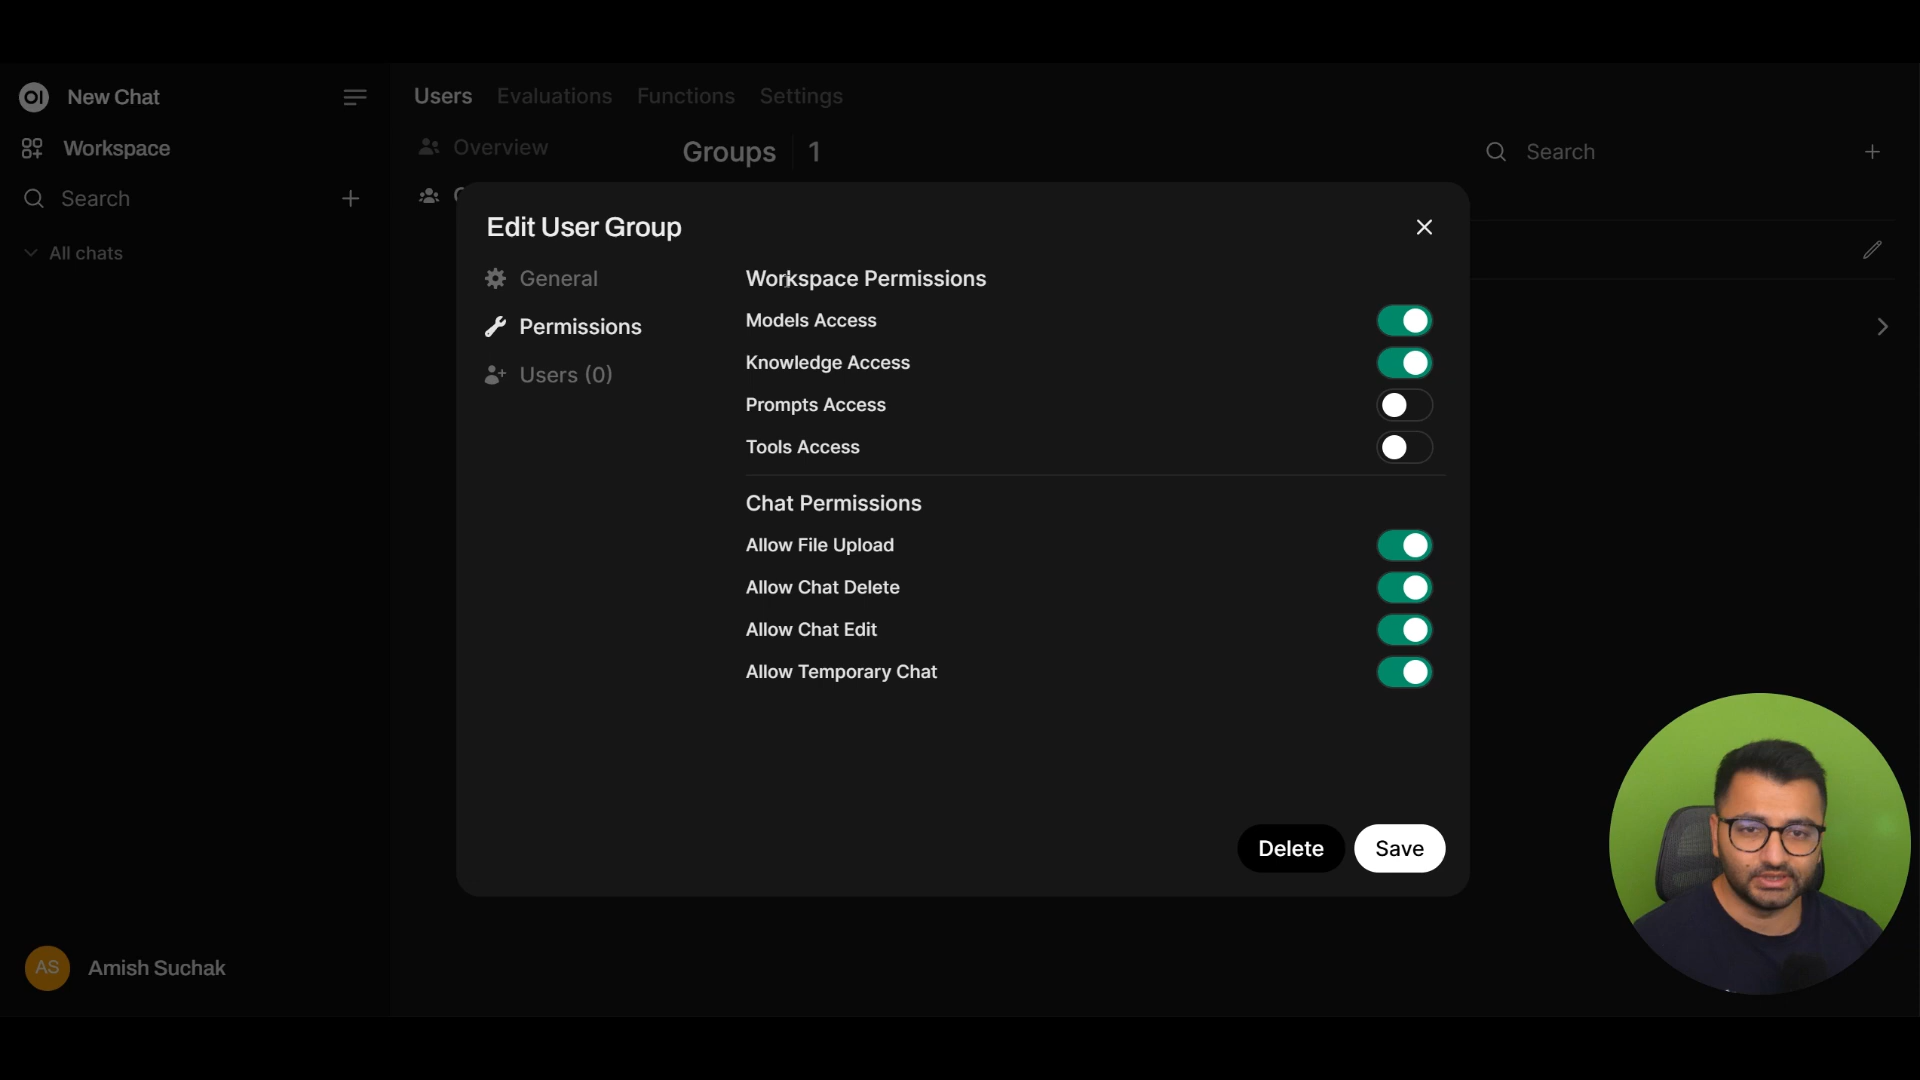 OI New Chat
Workspace
Search
All chats
Users Evaluations Functions Settings
Overview
Groups 1
Search
Edit User Group
General
Permissions
Users (0)
Workspace Permissions
Models Access
Knowledge Access
Prompts Access
Tools Access
Chat Permissions
Allow File Upload
Allow Chat Delete
Allow Chat Edit
Allow Temporary Chat
Delete Save
AS Amish Suchak